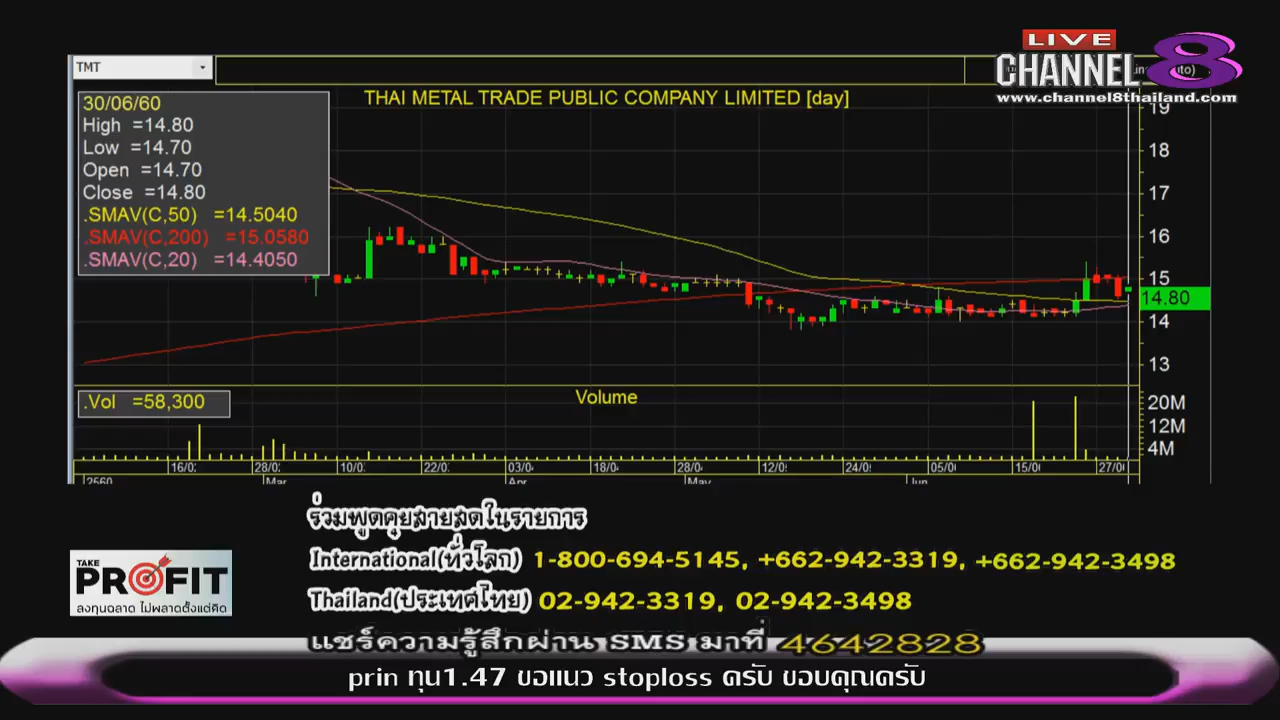 LIVE
CHANNEL 8
www.channel8thailand.com
TMT
THAI METAL TRADE PUBLIC COMPANY LIMITED [day]
30/06/60
High =14.80
Low =14.70
Open =14.70
Close =14.80
.SMAV(C,50) =14.5040
.SMAV(C,200) =15.0580
.SMAV(C,20) =14.4050
19
18
17
16
15
14.80
14
13
.Vol =58,300
Volume
20M
12M
4M
16/02 28/02 10/03 22/03 03/04 18/04 28/04 12/05 24/05 05/06 15/06 27/06
2560 Mar Apr May Jun
ร่วมพูดคุยสายสดในรายการ
International(ทั่วโลก) 1-800-694-5145, +662-942-3319, +662-942-3498
Thailand(ประเทศไทย) 02-942-3319, 02-942-3498
แชร์ความรู้สึกผ่าน SMS มาที่ 4642828
TAKE
PROFIT
ลงทุนฉลาด ไม่พลาดตั้งแต่คิด
prin ทุน1.47 ขอแนว stoploss ครับ ขอบคุณครับ